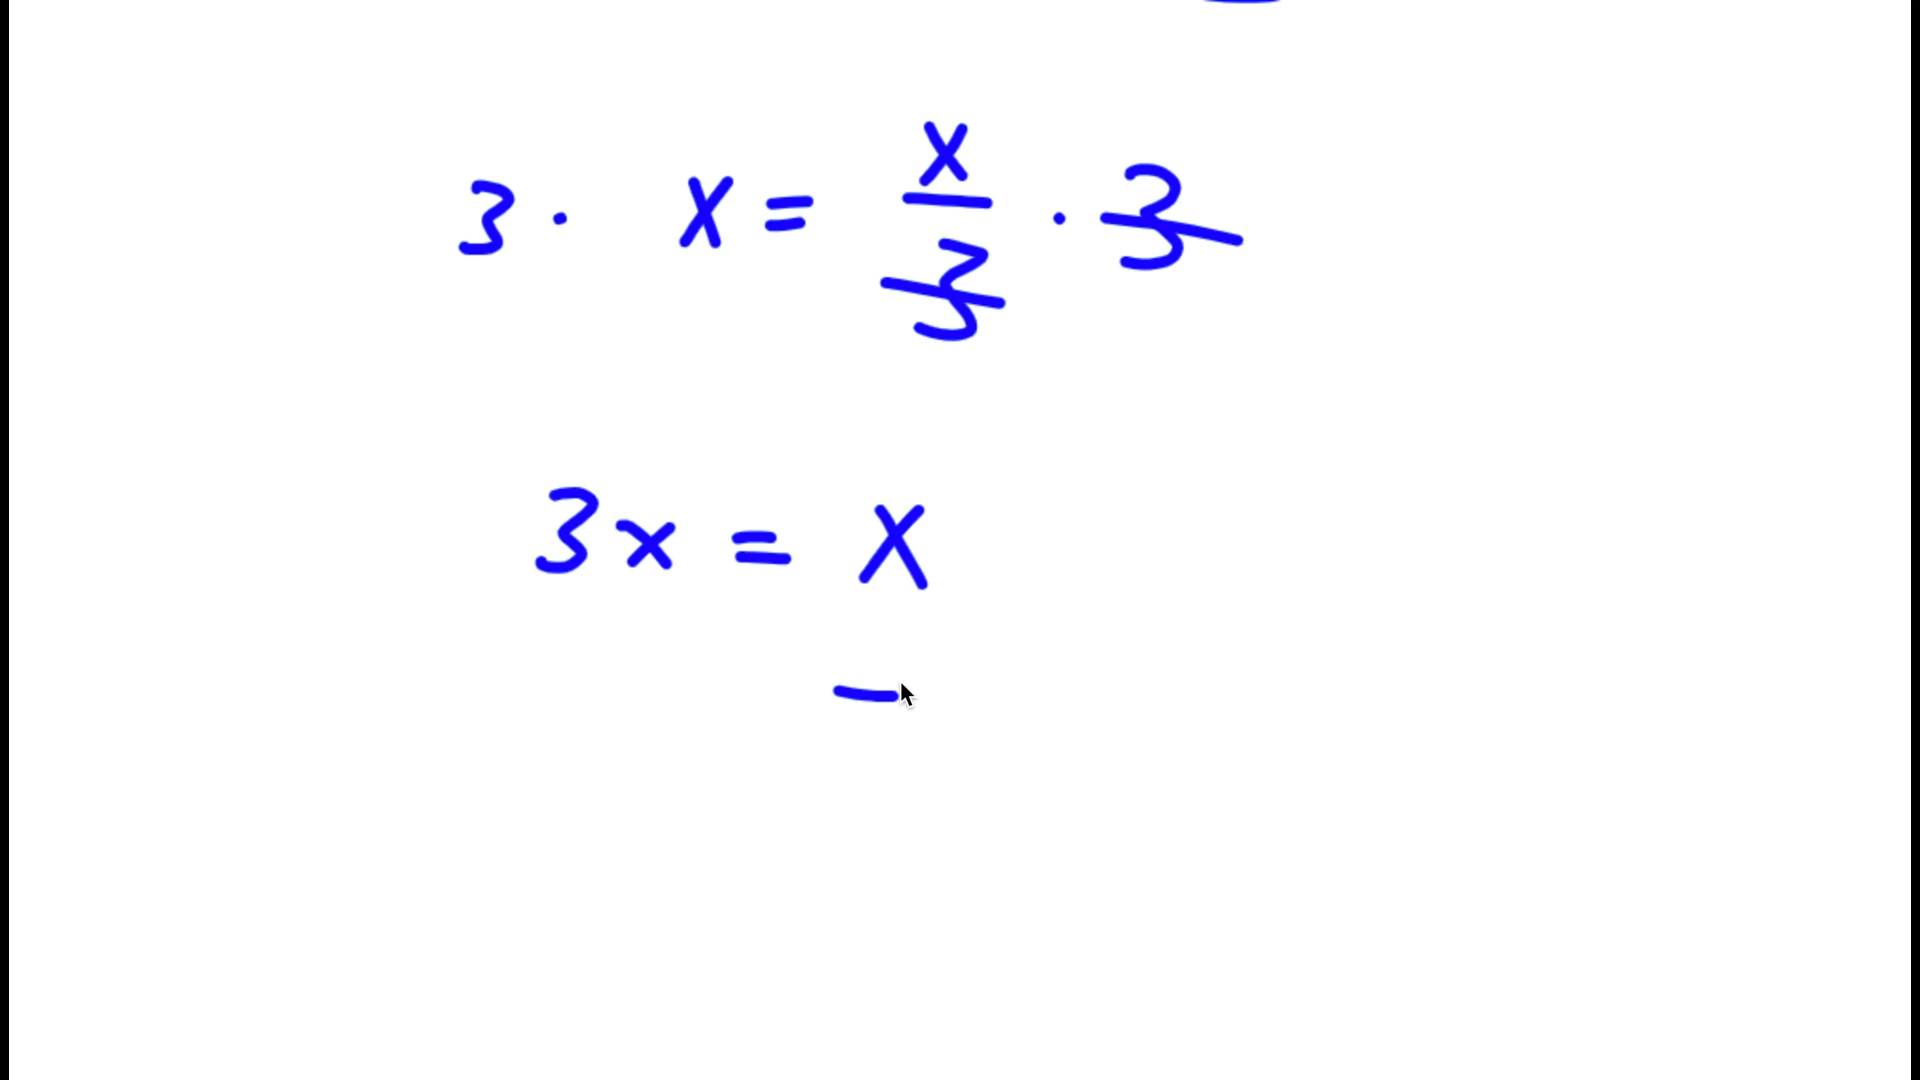 3 · x = x/3 · 3
3x = x